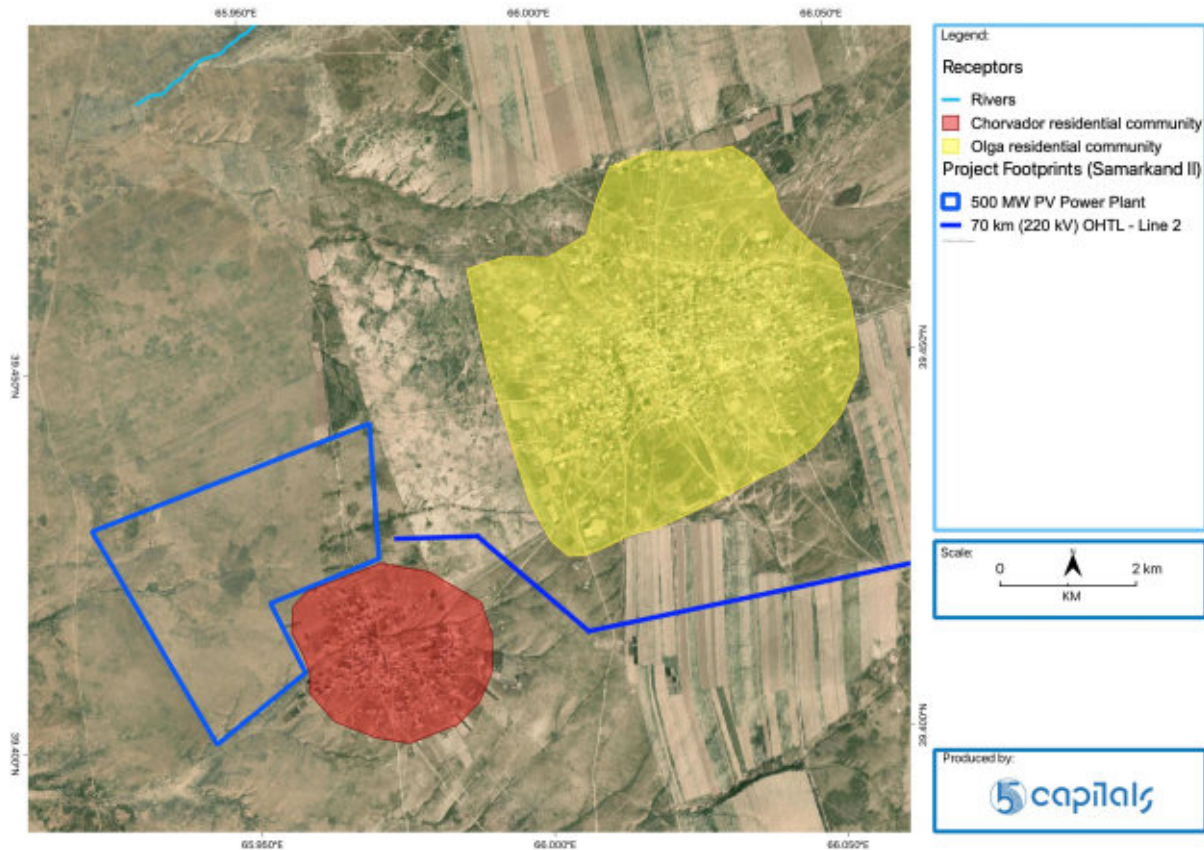 65.950°E 66.000°E 66.050°E
Legend:
Receptors
Rivers
Chorvador residential community
Olga residential community
Project Footprints (Samarkand II)
500 MW PV Power Plant
70 km (220 kV) OHTL - Line 2
39.450°N 39.450°N
Scale:
N
0 2 km
KM
39.400°N 39.400°N
Produced by:
5 capitals
65.950°E 66.000°E 66.050°E